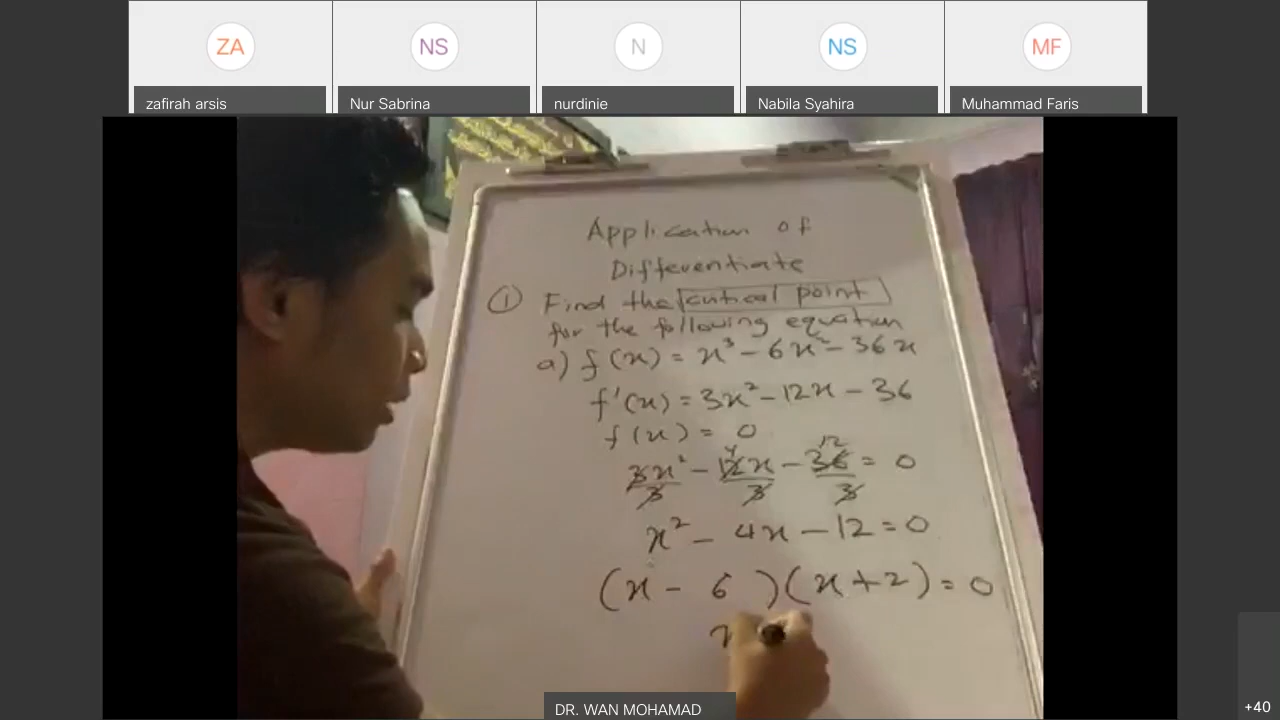 ZA
NS
N
NS
MF
zafirah arsis
Nur Sabrina
nurdinie
Nabila Syahira
Muhammad Faris
Application of
Differentiate
① Find the critical point
for the following equation
a) f(x) = x³ - 6x² - 36x
f'(x) = 3x² - 12x - 36
f(x) = 0
3x²/3 - 12x/3 - 36/3 = 0
4 12
x² - 4x - 12 = 0
(x - 6)(x + 2) = 0
x
DR. WAN MOHAMAD
+40